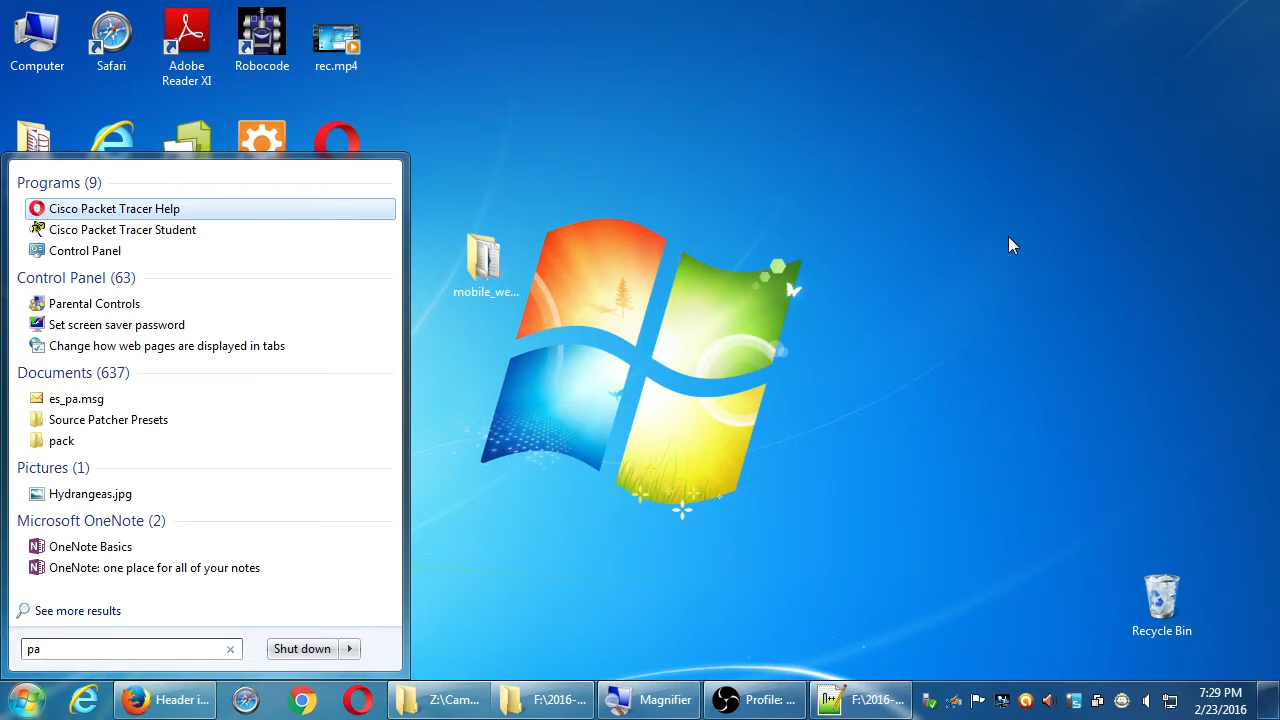 Computer
Safari
Adobe
Reader XI
Robocode
rec.mp4
Programs (9)
Cisco Packet Tracer Help
Cisco Packet Tracer Student
Control Panel
Control Panel (63)
Parental Controls
Set screen saver password
Change how web pages are displayed in tabs
Documents (637)
es_pa.msg
Source Patcher Presets
pack
Pictures (1)
Hydrangeas.jpg
Microsoft OneNote (2)
OneNote Basics
OneNote: one place for all of your notes
See more results
pa
Shut down
mobile_we...
Recycle Bin
Header i...
Z:\Cam...
F:\2016-...
Magnifier
Profile: ...
F:\2016-...
7:29 PM
2/23/2016